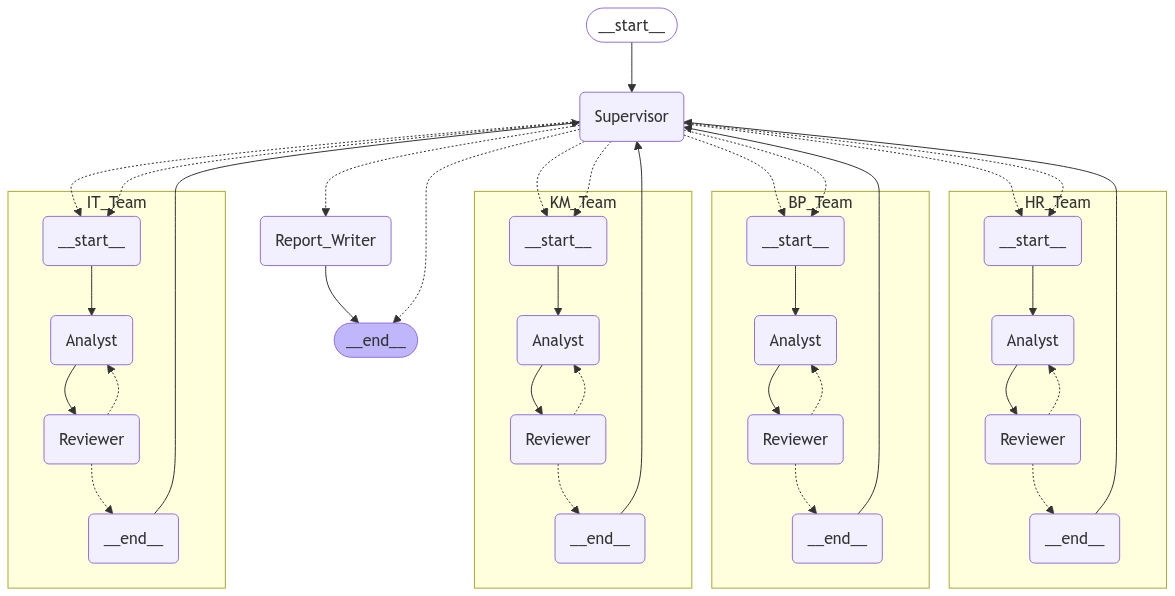 __start__
Supervisor
IT_Team
KM_Team
BP_Team
HR_Team
__start__
Report_Writer
__start__
__start__
__start__
Analyst
__end__
Analyst
Analyst
Analyst
Reviewer
Reviewer
Reviewer
Reviewer
__end__
__end__
__end__
__end__